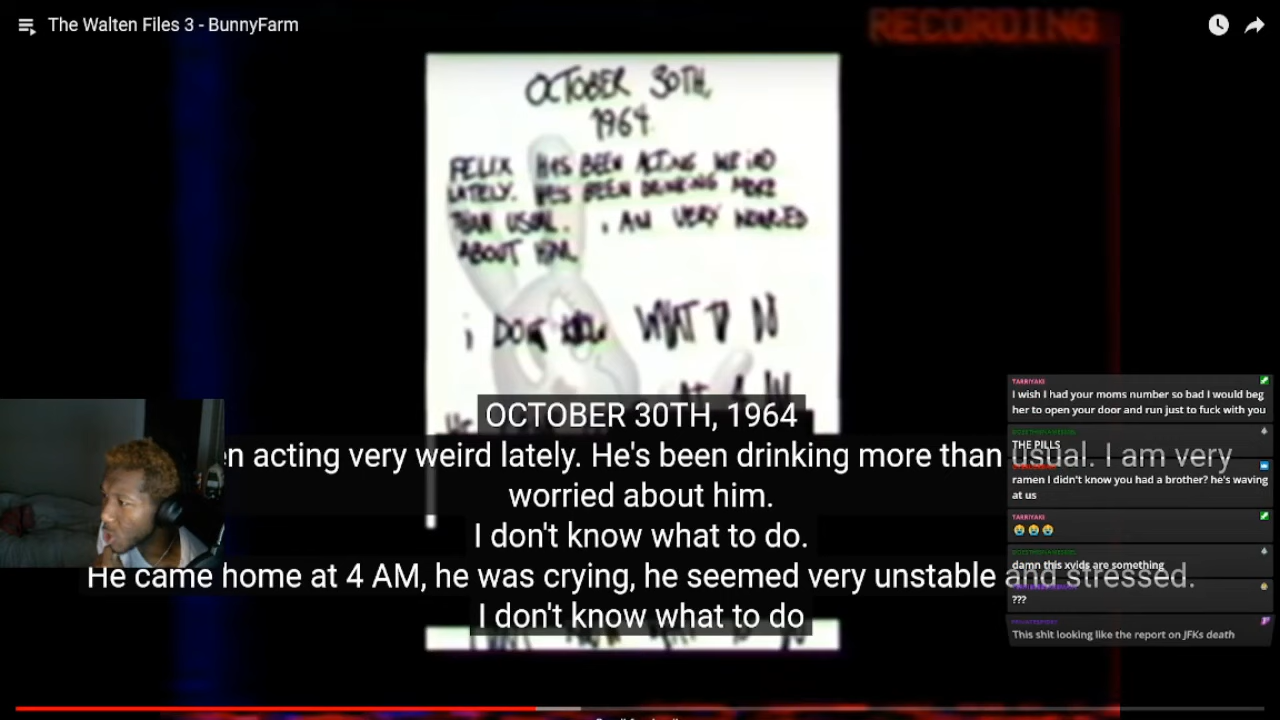 The Walten Files 3 - BunnyFarm
RECORDING
OCTOBER 30TH,
1964
FELIX HAS BEEN ACTING WEIRD
LATELY. HES BEEN DRINKING MORE
THAN USUAL. i AM VERY WORRIED
ABOUT HIM.
i DONT KNOW WHAT TO
OCTOBER 30TH, 1964
n acting very weird lately. He's been drinking more than usual. I am very
worried about him.
I don't know what to do.
He came home at 4 AM, he was crying, he seemed very unstable and stressed.
I don't know what to do
TARRIYAKI
I wish I had your moms number so bad I would beg
her to open your door and run just to fuck with you
THE PILLS
ramen I didn't know you had a brother? he's waving
at us
TARRIYAKI
😭😭😭
damn this xvids are something
???
This shit looking like the report on JFKs death